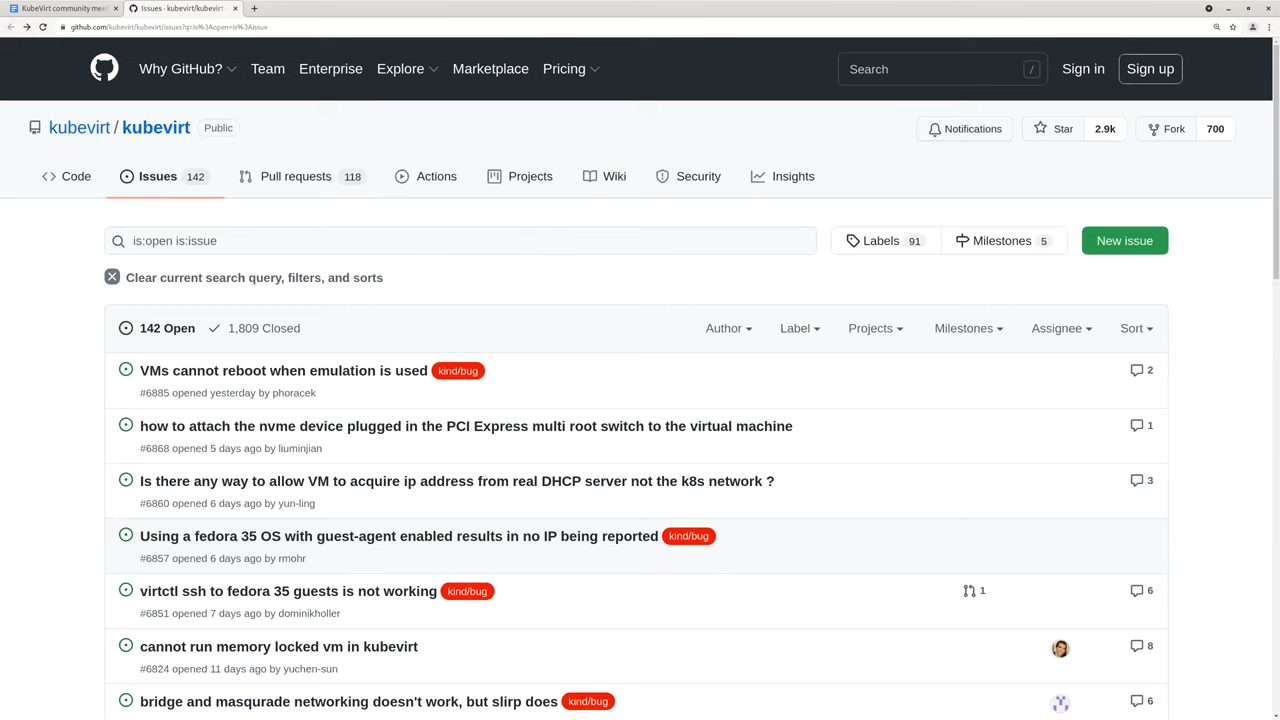 KubeVirt community mee
Issues · kubevirt/kubevirt
github.com/kubevirt/kubevirt/issues?q=is%3Aopen+is%3Aissue
Why GitHub? Team Enterprise Explore Marketplace Pricing
Search /
Sign in Sign up
kubevirt / kubevirt Public
Notifications Star 2.9k Fork 700
Code Issues 142 Pull requests 118 Actions Projects Wiki Security Insights
is:open is:issue
Labels 91 Milestones 5 New issue
Clear current search query, filters, and sorts
142 Open 1,809 Closed Author Label Projects Milestones Assignee Sort
VMs cannot reboot when emulation is used kind/bug 2
#6885 opened yesterday by phoracek
how to attach the nvme device plugged in the PCI Express multi root switch to the virtual machine 1
#6868 opened 5 days ago by liuminjian
Is there any way to allow VM to acquire ip address from real DHCP server not the k8s network ? 3
#6860 opened 6 days ago by yun-ling
Using a fedora 35 OS with guest-agent enabled results in no IP being reported kind/bug
#6857 opened 6 days ago by rmohr
virtctl ssh to fedora 35 guests is not working kind/bug 1 6
#6851 opened 7 days ago by dominikholler
cannot run memory locked vm in kubevirt 8
#6824 opened 11 days ago by yuchen-sun
bridge and masqurade networking doesn't work, but slirp does kind/bug 6